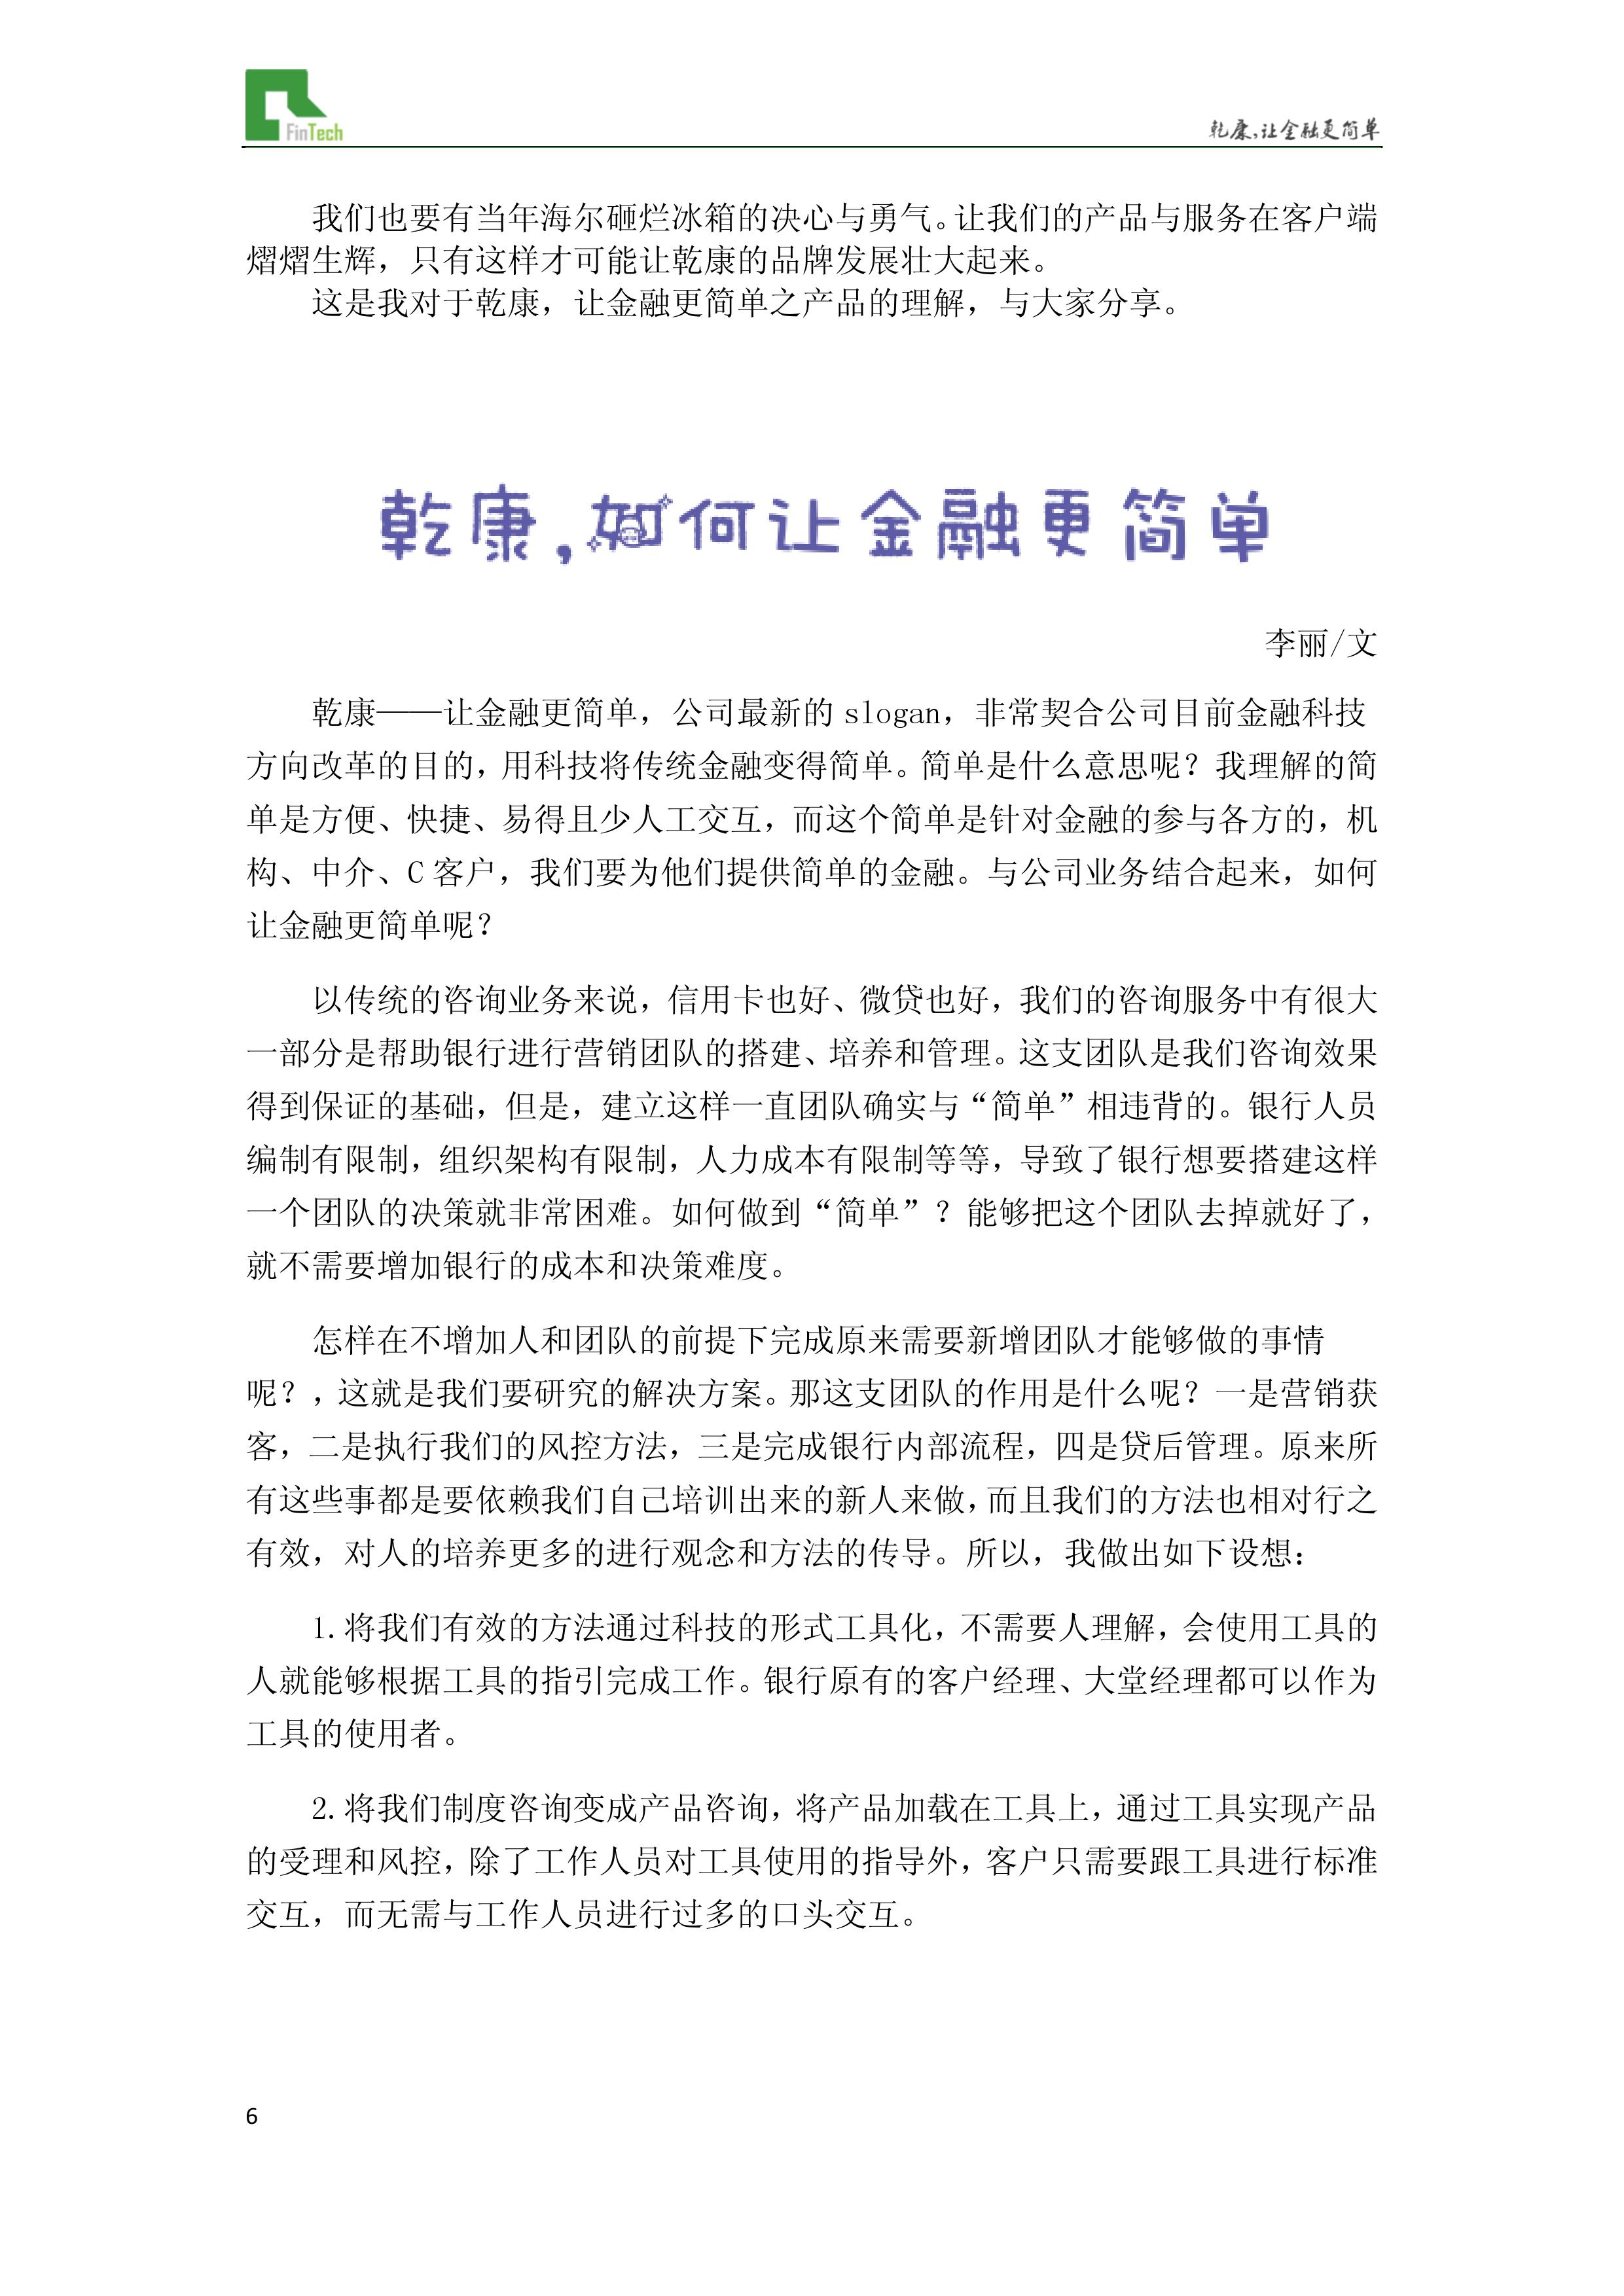 FinTech
乾康,让金融更简单
我们也要有当年海尔砸烂冰箱的决心与勇气。让我们的产品与服务在客户端
熠熠生辉，只有这样才可能让乾康的品牌发展壮大起来。
这是我对于乾康，让金融更简单之产品的理解，与大家分享。
乾康,如何让金融更简单
李丽/文
乾康——让金融更简单，公司最新的 slogan，非常契合公司目前金融科技
方向改革的目的，用科技将传统金融变得简单。简单是什么意思呢？我理解的简
单是方便、快捷、易得且少人工交互，而这个简单是针对金融的参与各方的，机
构、中介、C 客户，我们要为他们提供简单的金融。与公司业务结合起来，如何
让金融更简单呢？
以传统的咨询业务来说，信用卡也好、微贷也好，我们的咨询服务中有很大
一部分是帮助银行进行营销团队的搭建、培养和管理。这支团队是我们咨询效果
得到保证的基础，但是，建立这样一直团队确实与“简单”相违背的。银行人员
编制有限制，组织架构有限制，人力成本有限制等等，导致了银行想要搭建这样
一个团队的决策就非常困难。如何做到“简单”？能够把这个团队去掉就好了，
就不需要增加银行的成本和决策难度。
怎样在不增加人和团队的前提下完成原来需要新增团队才能够做的事情
呢？，这就是我们要研究的解决方案。那这支团队的作用是什么呢？一是营销获
客，二是执行我们的风控方法，三是完成银行内部流程，四是贷后管理。原来所
有这些事都是要依赖我们自己培训出来的新人来做，而且我们的方法也相对行之
有效，对人的培养更多的进行观念和方法的传导。所以，我做出如下设想：
1.将我们有效的方法通过科技的形式工具化，不需要人理解，会使用工具的
人就能够根据工具的指引完成工作。银行原有的客户经理、大堂经理都可以作为
工具的使用者。
2.将我们制度咨询变成产品咨询，将产品加载在工具上，通过工具实现产品
的受理和风控，除了工作人员对工具使用的指导外，客户只需要跟工具进行标准
交互，而无需与工作人员进行过多的口头交互。
6